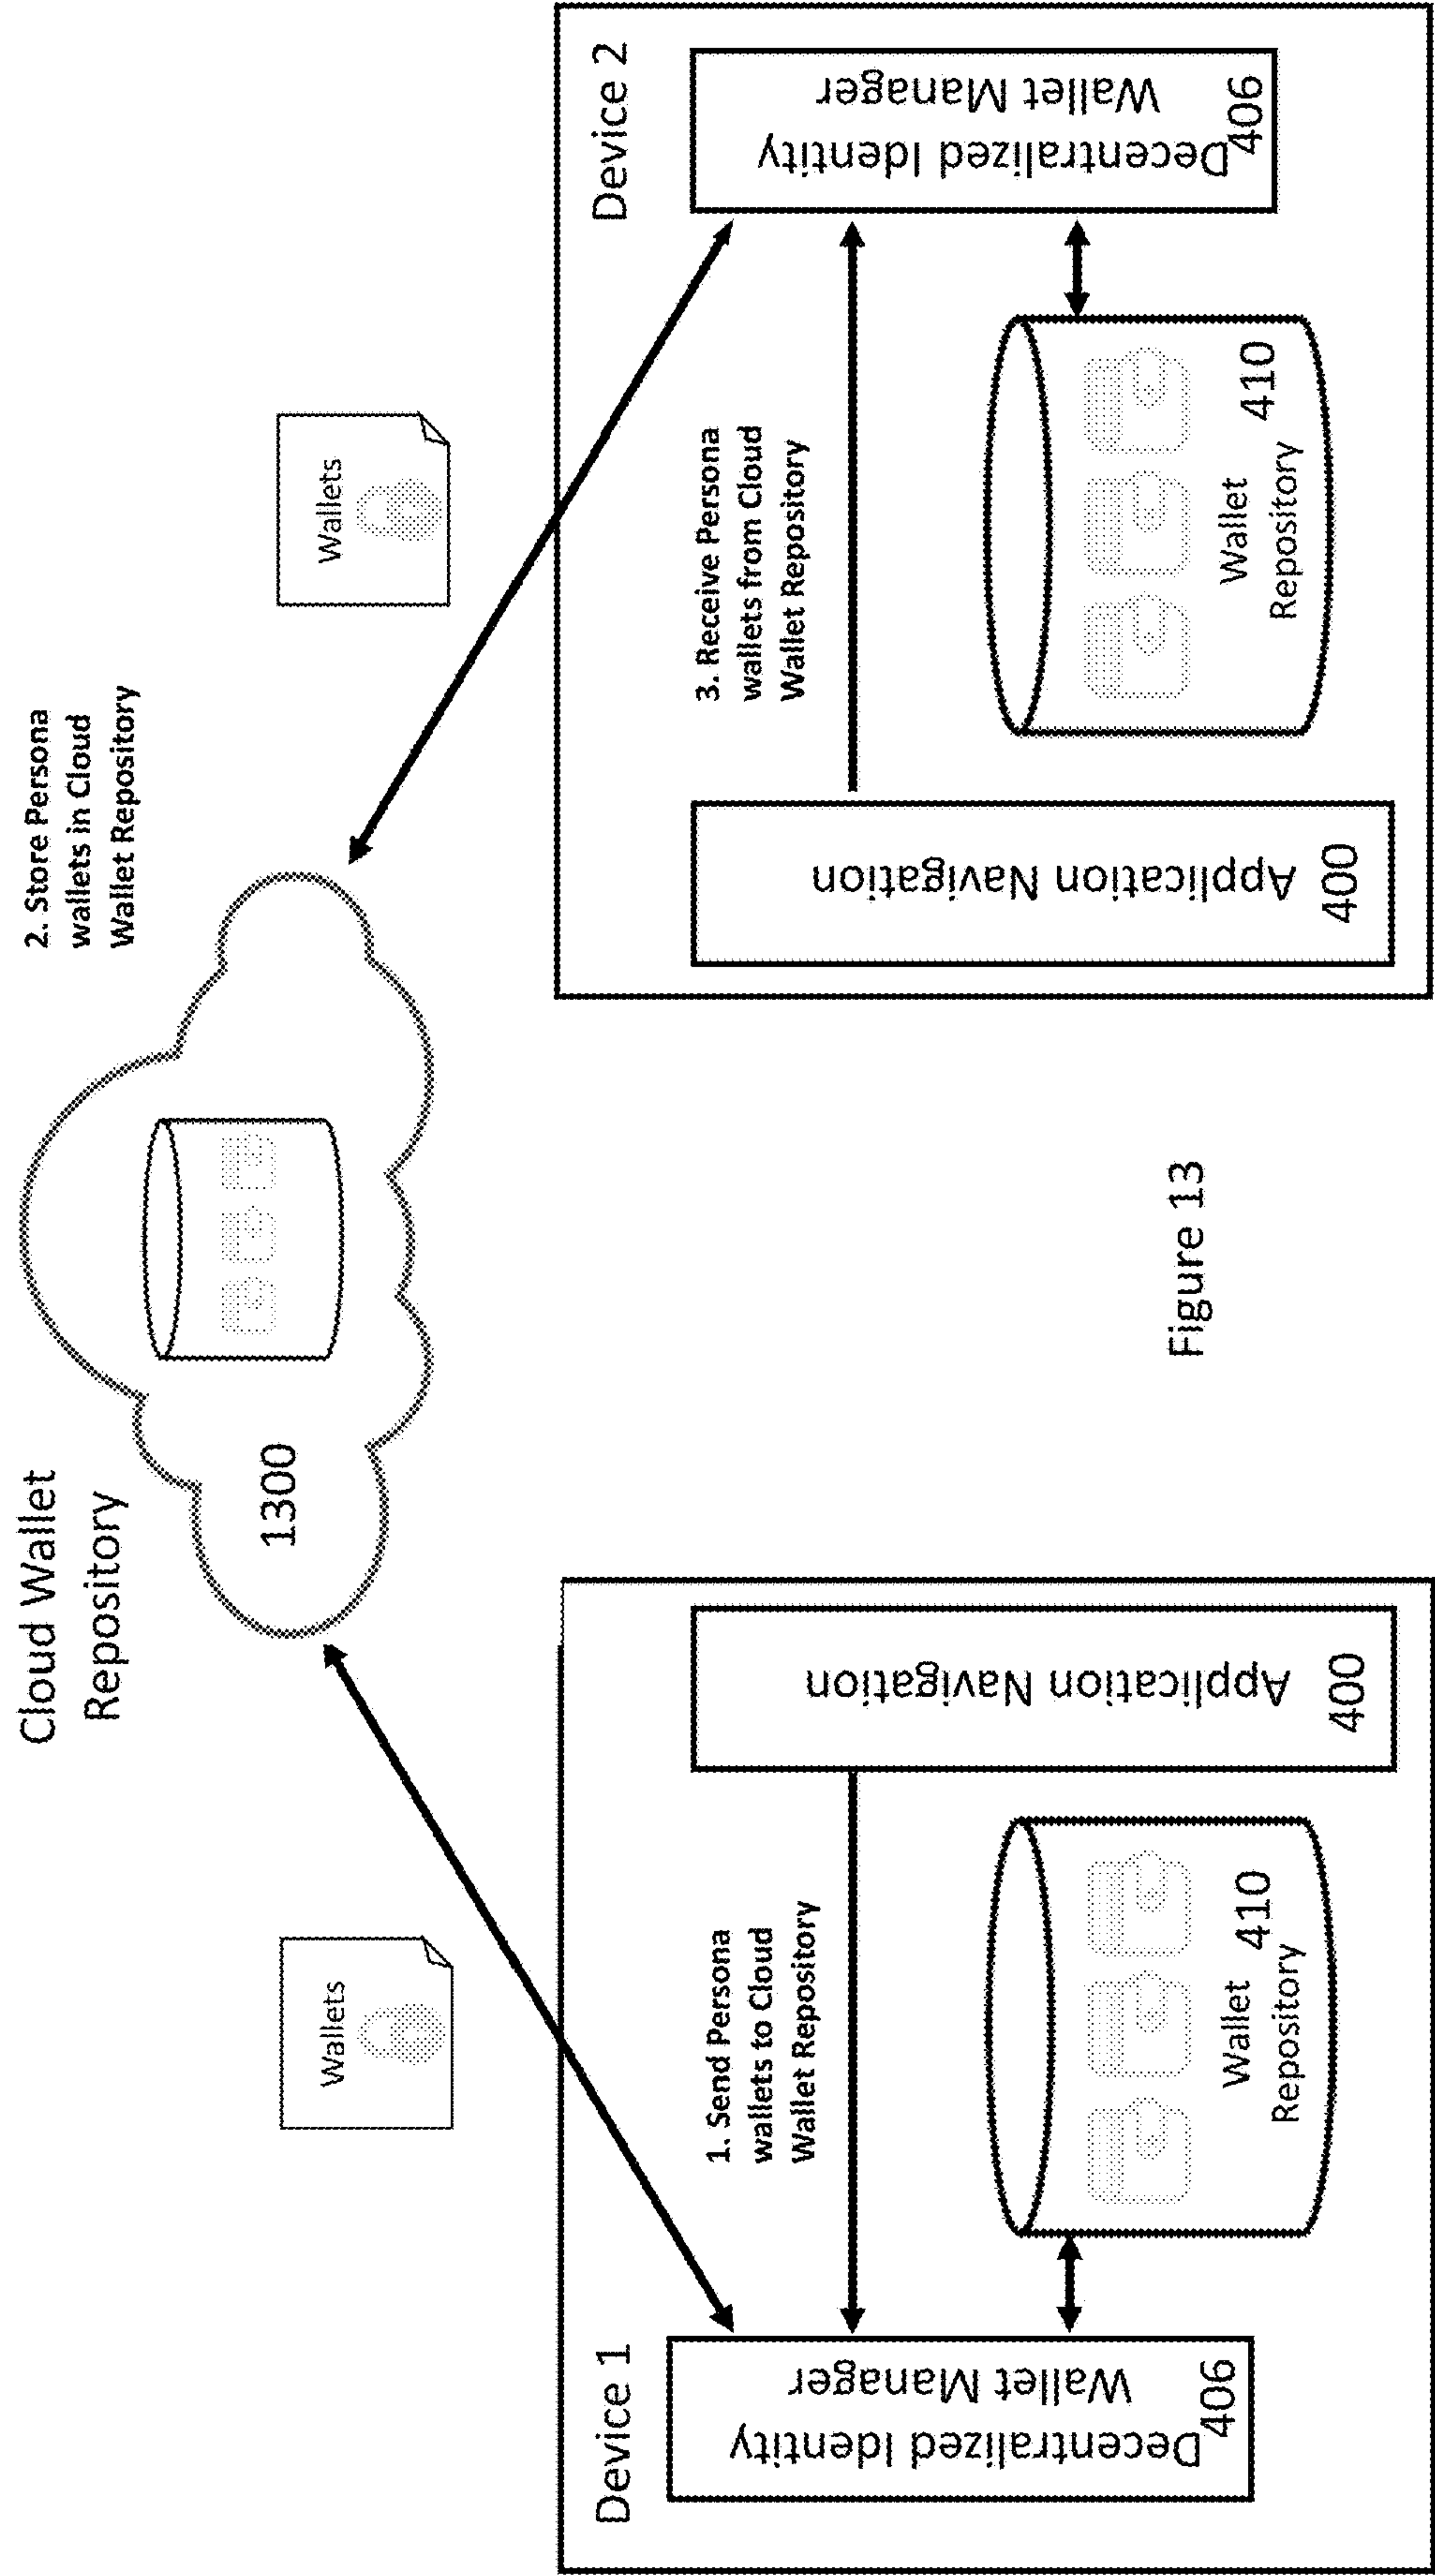 Cloud Wallet
Repository
1300
2. Store Persona
wallets in Cloud
Wallet Repository
Wallets
Wallets
Device 1
Decentralized Identity
Wallet Manager
406
1. Send Persona
wallets to Cloud
Wallet Repository
Wallet
410
Repository
Application Navigation
400
Device 2
Application Navigation
400
3. Receive Persona
wallets from Cloud
Wallet Repository
410
Wallet
Repository
Decentralized Identity
Wallet Manager
406
Figure 13